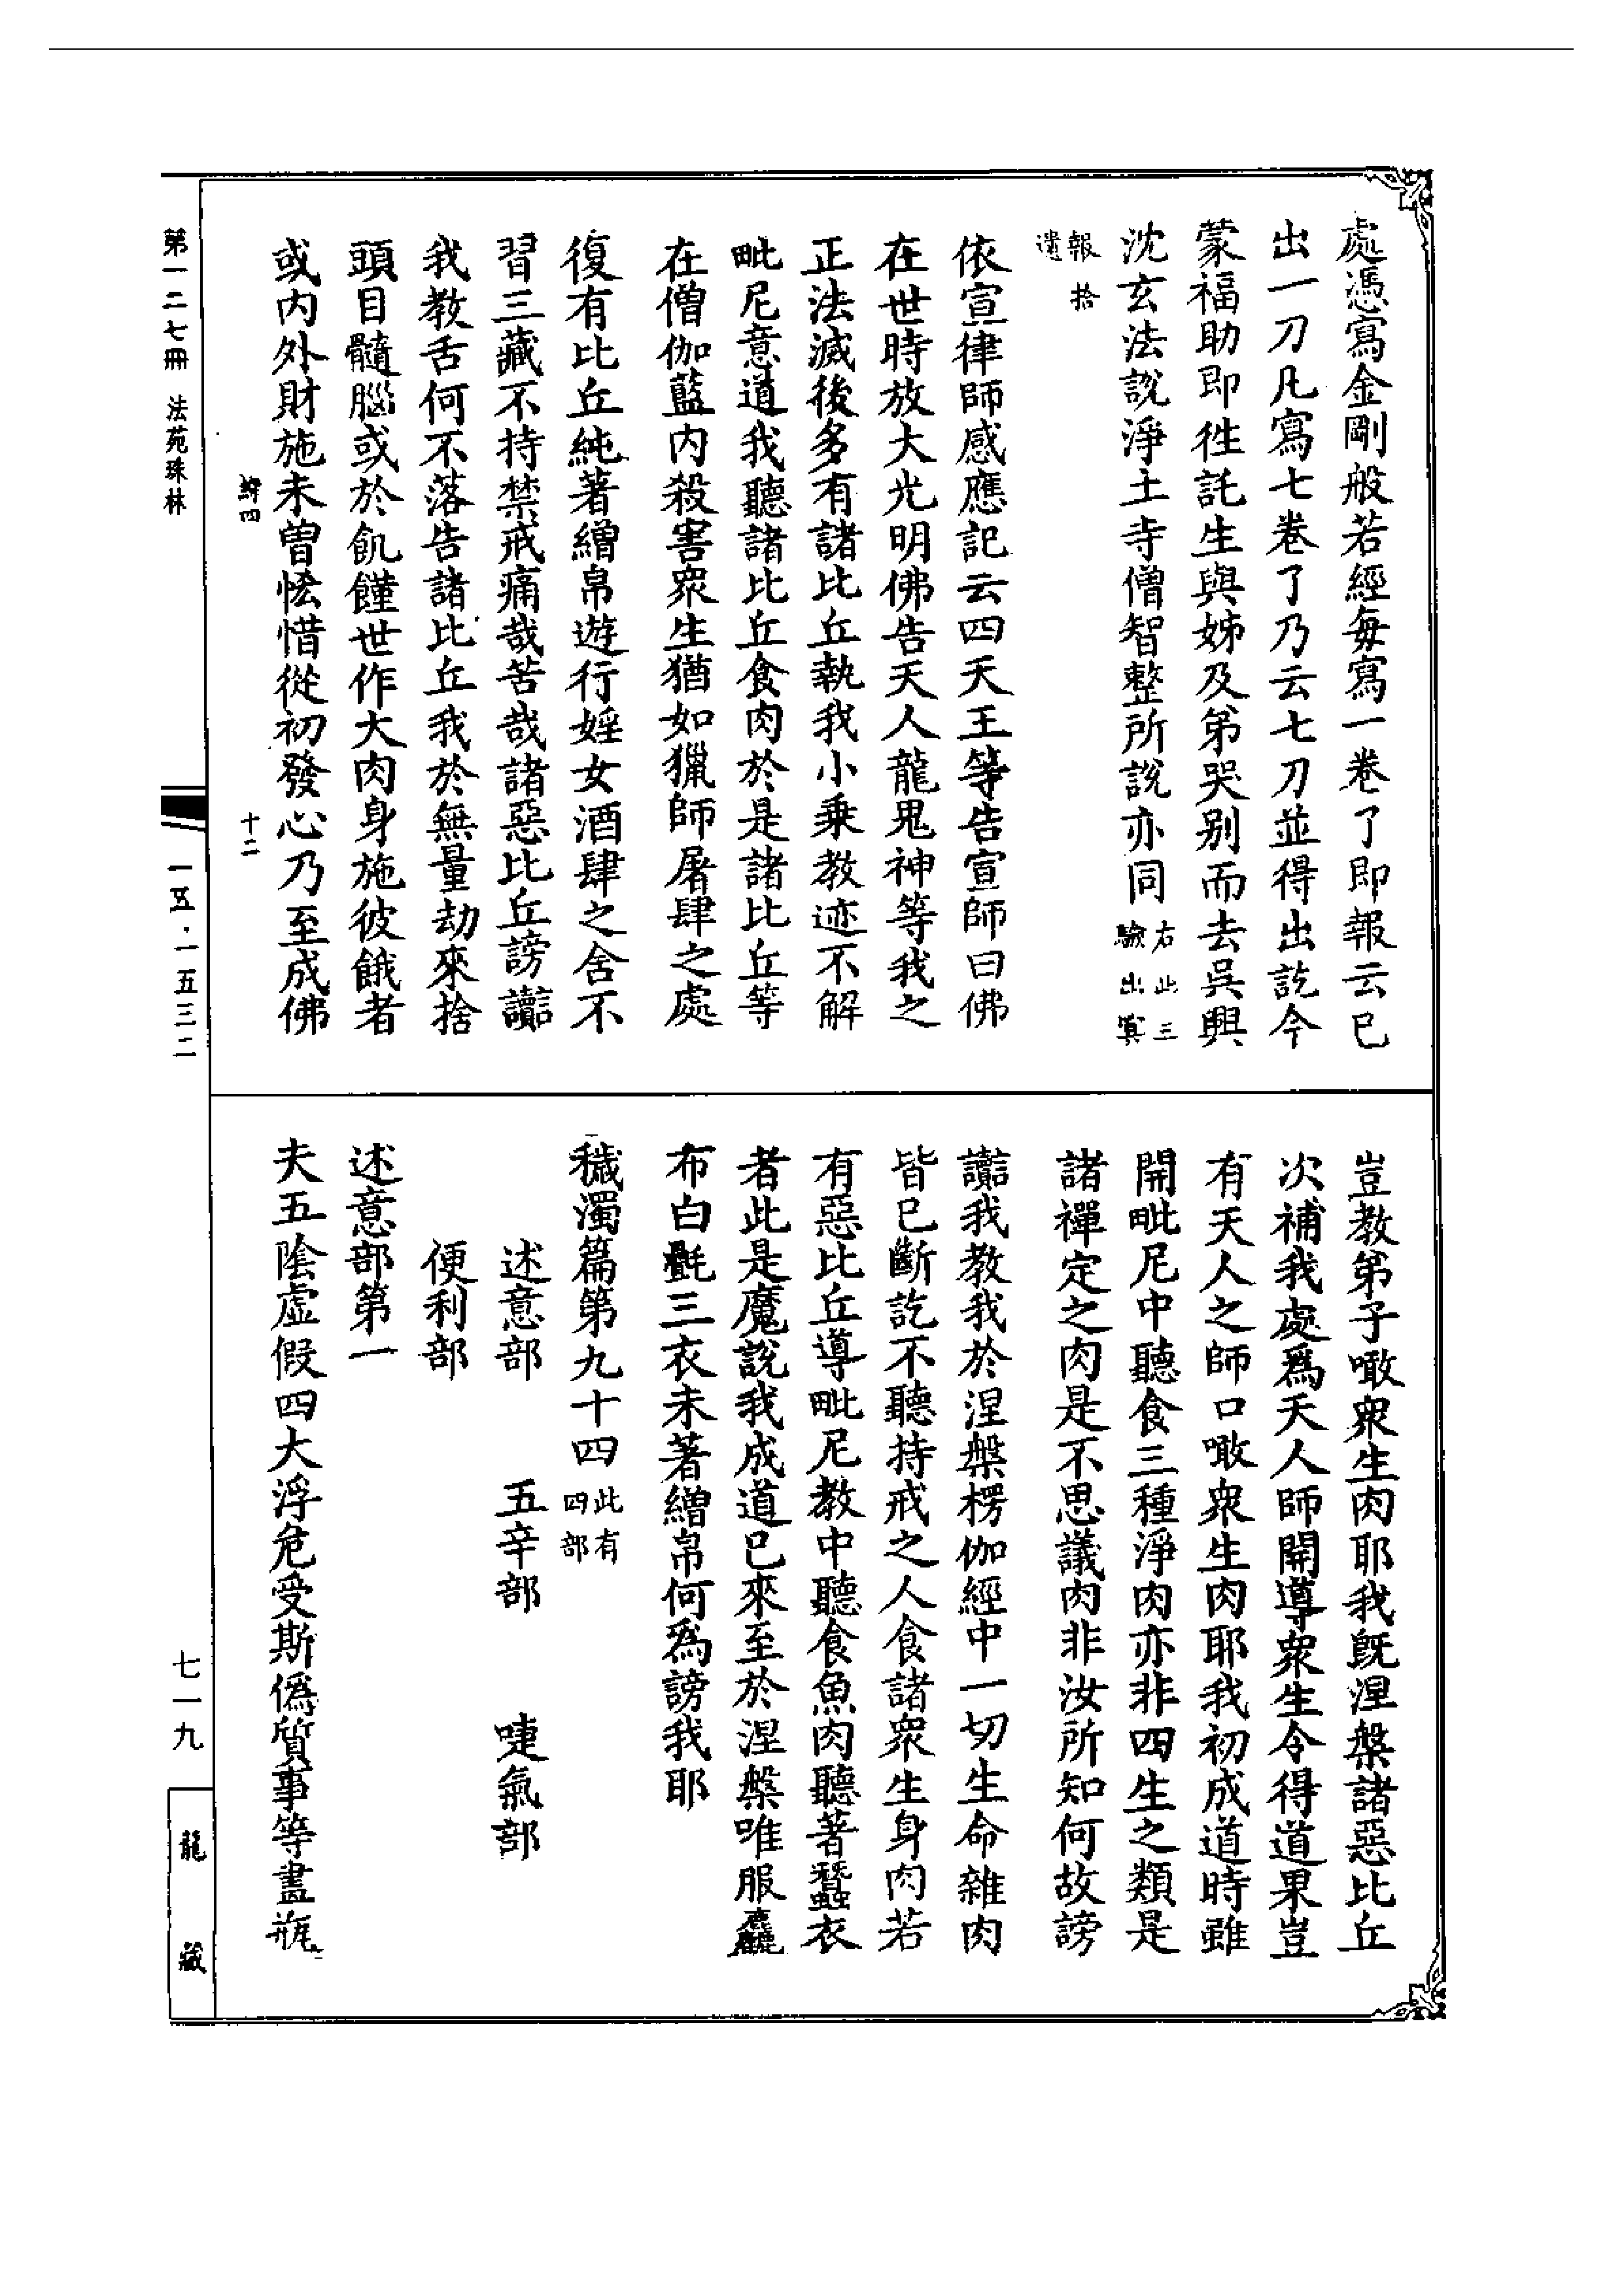 處憑寫金剛般若經每寫一卷了即報云已
出一刀凡寫七卷了乃云七刀並得出訖今
蒙福助即徃託生與姊及弟哭别而去吳興
沈玄法說淨土寺僧智整所說亦同右此三驗出冥
報拾遺
依宣律師感應記云四天王等告宣師曰佛
在世時放大光明佛告天人龍鬼神等我之
正法滅後多有諸比丘執我小乗教迹不解
毗尼意道我聽諸比丘食肉於是諸比丘等
在僧伽藍内殺害衆生猶如獵師屠肆之處
復有比丘純著繒帛遊行婬女酒肆之舍不
習三藏不持禁戒痛哉苦哉諸惡比丘謗讟
我教舌何不落告諸比丘我於無量劫來捨
頭目髓腦或於飢饉世作大肉身施彼餓者
或内外財施未曽恡惜從初發心乃至成佛
豈教弟子噉衆生肉耶我旣涅槃諸惡比丘
次補我處爲天人師開導衆生令得道果豈
有天人之師口噉衆生肉耶我初成道時雖
開毗尼中聽食三種淨肉亦非四生之類是
諸禪定之肉是不思議肉非汝所知何故謗
讟我教我於涅槃楞伽經中一切生命雜肉
皆已斷訖不聽持戒之人食諸衆生身肉若
有惡比丘導毗尼教中聽食魚肉聽著蠶衣
者此是魔說我成道已來至於涅槃唯服麤
布白㲲三衣未著繒帛何爲謗我耶
穢濁篇第九十四此有四部
述意部 五辛部 啑氣部
便利部
述意部第一
夫五隂虚假四大浮危受斯偽質事等畫瓶
第一二七冊 法苑珠林
四 十二
一五·一五三二
七一九
龍藏